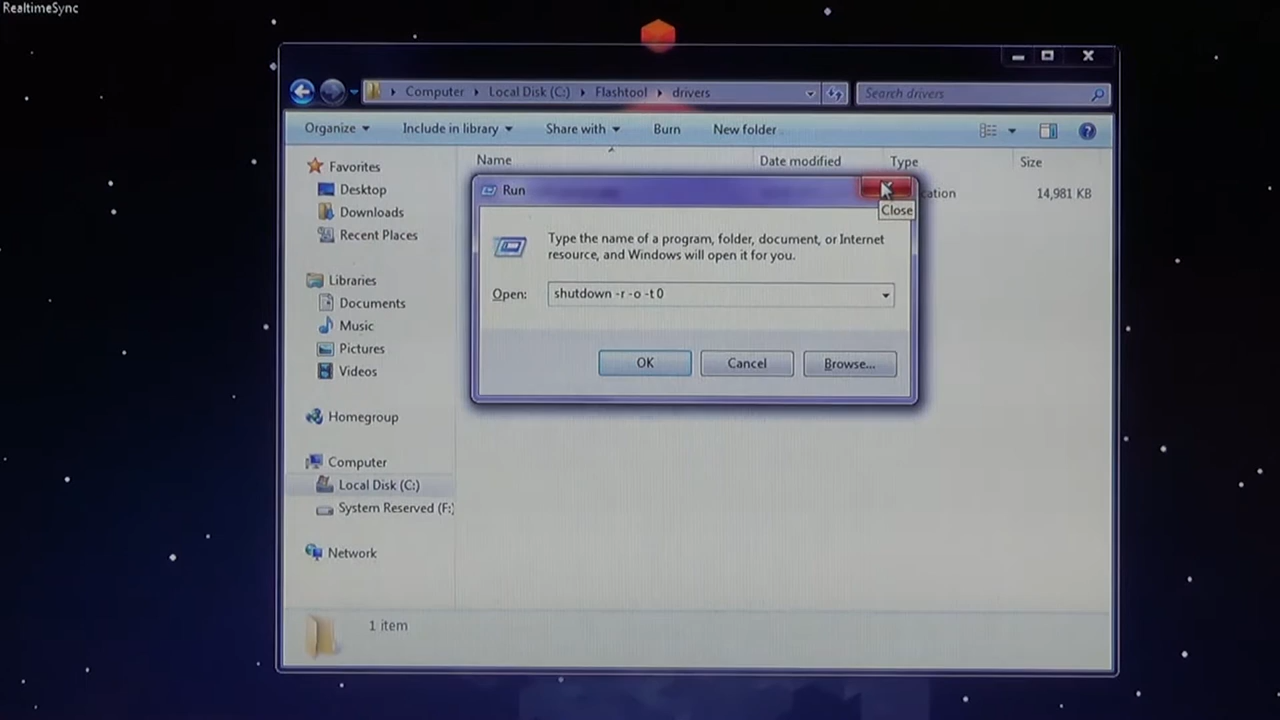 RealtimeSync
Computer Local Disk (C:) Flashtool drivers
Search drivers
Organize Include in library Share with Burn New folder
Name Date modified Type Size
14,981 KB
Favorites
Desktop
Downloads
Recent Places
Libraries
Documents
Music
Pictures
Videos
Homegroup
Computer
Local Disk (C:)
System Reserved (F:)
Network
Run
Close
Type the name of a program, folder, document, or Internet
resource, and Windows will open it for you.
Open: shutdown -r -o -t 0
OK Cancel Browse...
1 item